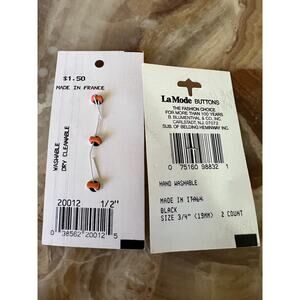 $1.50
MADE IN FRANCE
WASHABLE
DRY CLEANABLE
20012 1/2"
0 38562 20012 5
La Mode BUTTONS
THE FASHION CHOICE
FOR MORE THAN 100 YEARS
B. BLUMENTHAL & CO., INC
CARLSTADT, N.J. 07072
SUB. OF BELDING HEMINWAY INC.
0 75160 98832 1
HAND WASHABLE
MADE IN ITALY
BLACK
SIZE 3/4" (19MM) 2 COUNT